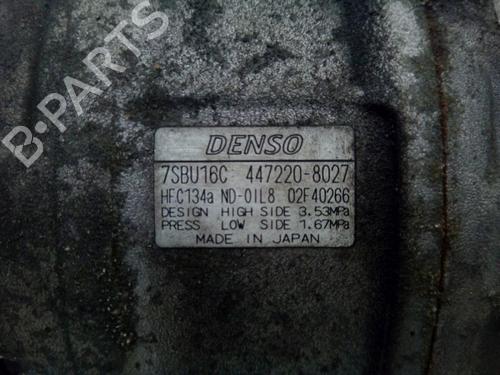 B-PARTS
DENSO
7SBU16C 447220-8027
HFC134a ND-OIL8 02F40266
DESIGN HIGH SIDE 3.53MPa
PRESS LOW SIDE 1.67MPa
MADE IN JAPAN